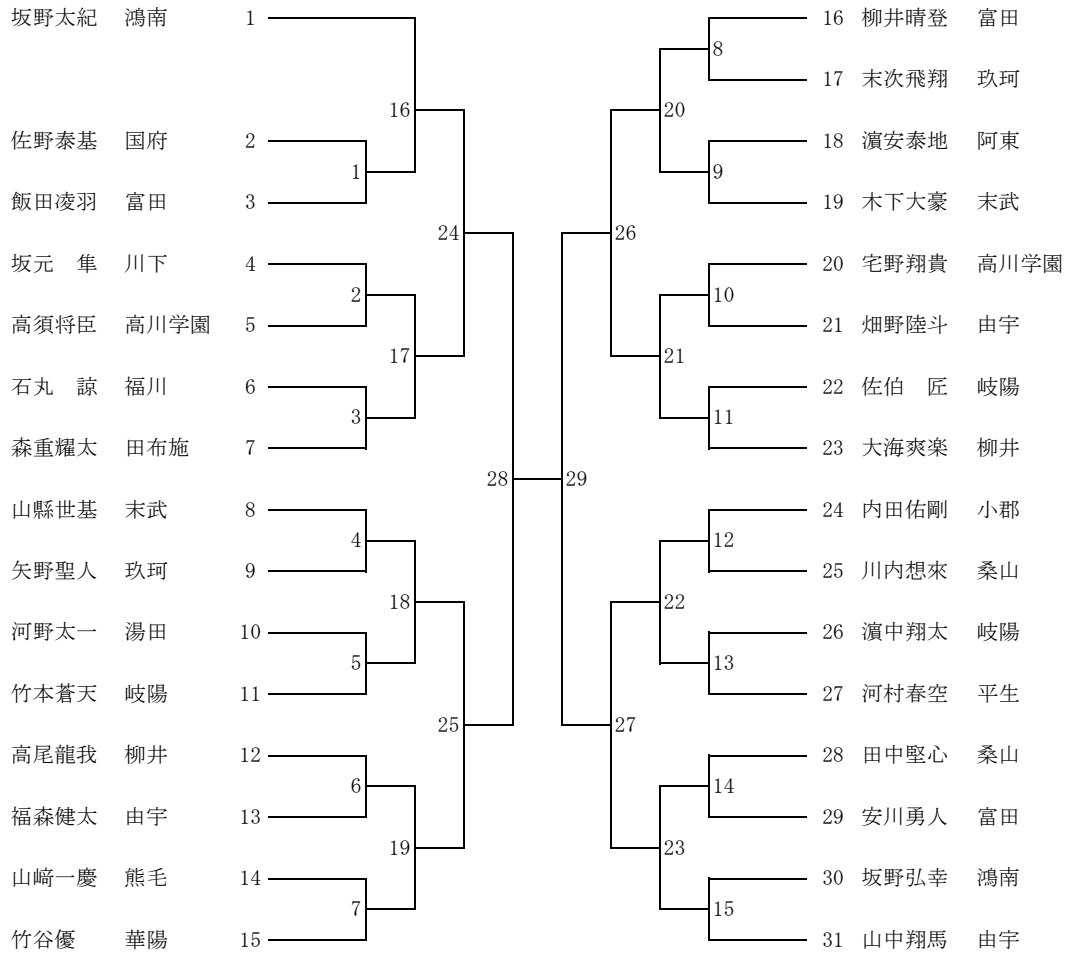 坂野太紀 鴻南 1
16
佐野泰基 国府 2
1
飯田凌羽 富田 3
24
坂元 隼 川下 4
2
高須将臣 高川学園 5
17
石丸 諒 福川 6
3
森重耀太 田布施 7
28
山縣世基 末武 8
4
矢野聖人 玖珂 9
18
河野太一 湯田 10
5
竹本蒼天 岐陽 11
25
高尾龍我 柳井 12
6
福森健太 由宇 13
19
山﨑一慶 熊毛 14
7
竹谷優 華陽 15
16 柳井晴登 富田
8
17 末次飛翔 玖珂
20
18 濵安泰地 阿東
9
19 木下大豪 末武
26
20 宅野翔貴 高川学園
10
21 畑野陸斗 由宇
21
22 佐伯 匠 岐陽
11
23 大海爽楽 柳井
29
24 内田佑剛 小郡
12
25 川内想來 桑山
22
26 濵中翔太 岐陽
13
27 河村春空 平生
27
28 田中堅心 桑山
14
29 安川勇人 富田
23
30 坂野弘幸 鴻南
15
31 山中翔馬 由宇